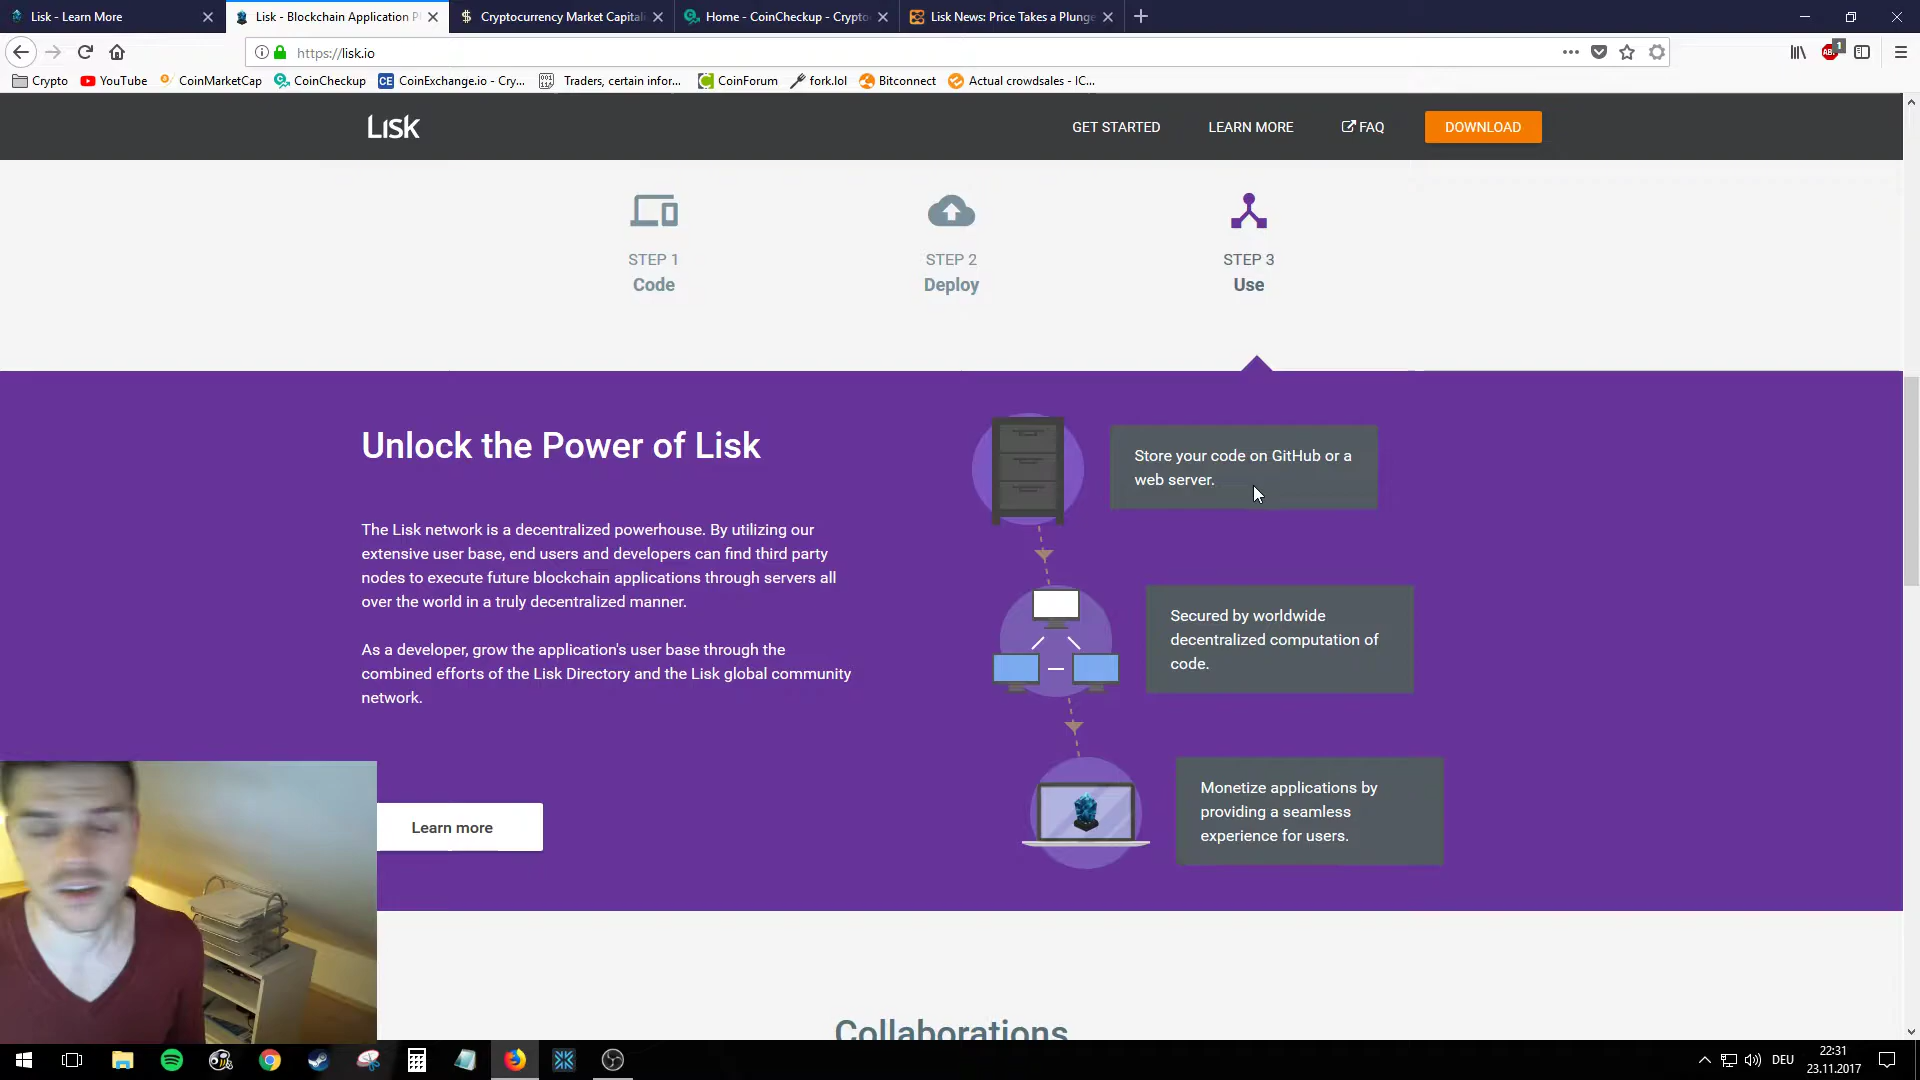 Lisk - Learn More
Lisk - Blockchain Application P
Cryptocurrency Market Capital
Home - CoinCheckup - Crypto
Lisk News: Price Takes a Plunge
https://lisk.io
1
Crypto
YouTube
CoinMarketCap
CoinCheckup
CoinExchange.io - Cry...
Traders, certain infor...
CoinForum
fork.lol
Bitconnect
Actual crowdsales - IC...
Lisk
GET STARTED
LEARN MORE
FAQ
DOWNLOAD
STEP 1
Code
STEP 2
Deploy
STEP 3
Use
Unlock the Power of Lisk
The Lisk network is a decentralized powerhouse. By utilizing our
extensive user base, end users and developers can find third party
nodes to execute future blockchain applications through servers all
over the world in a truly decentralized manner.
As a developer, grow the application's user base through the
combined efforts of the Lisk Directory and the Lisk global community
network.
Learn more
Store your code on GitHub or a
web server.
Secured by worldwide
decentralized computation of
code.
Monetize applications by
providing a seamless
experience for users.
Collaborations
DEU
22:31
23.11.2017